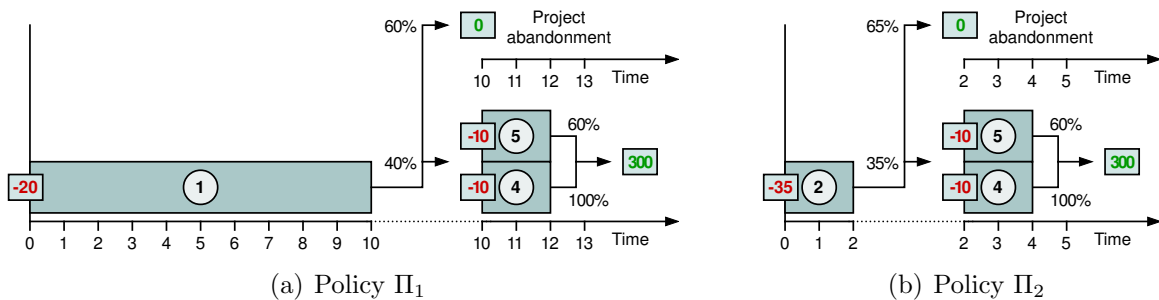 60%
0
Project
abandonment
10 11 12 13 Time
40%
-20
1
-10
5
60%
-10
4
100%
300
0 1 2 3 4 5 6 7 8 9 10
10 11 12 13 Time
(a) Policy Π₁
65%
0
Project
abandonment
2 3 4 5 Time
35%
-35
2
-10
5
60%
-10
4
100%
300
0 1 2
2 3 4 5 Time
(b) Policy Π₂